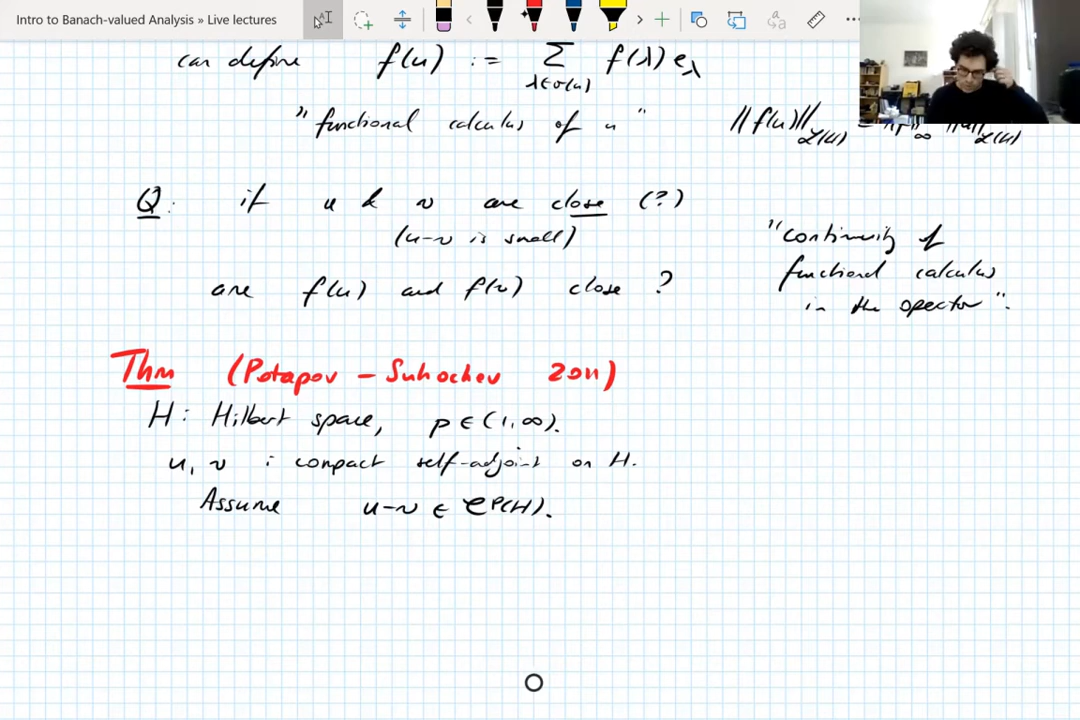 Intro to Banach-valued Analysis » Live lectures
can define f(u) := Σ f(λ) e_λ
λ∈σ(u)
"functional calculus of u" ||f(u)||_𝓛(H)
Q: if u & v are close (?)
(u-v is small)
are f(u) and f(v) close ?
"continuity of
functional calculus
in the operator".
Thm (Potapov - Suhochev 2011)
H: Hilbert space, p ∈ (1,∞).
u, v : compact self-adjoint on H.
Assume u-v ∈ 𝒞^p(H).